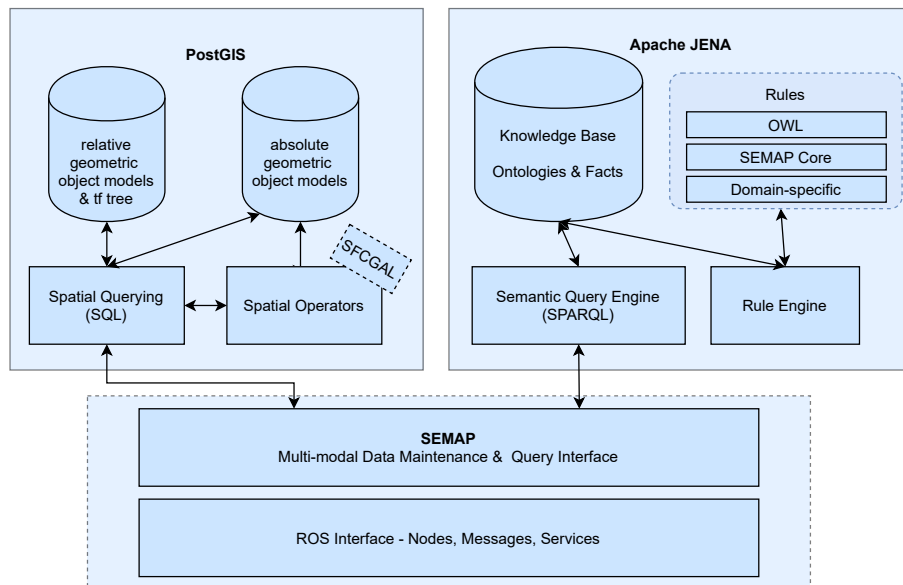 PostGIS
relative
geometric
object models
& tf tree
absolute
geometric
object models
SFCGAL
Spatial Querying
(SQL)
Spatial Operators
Apache JENA
Knowledge Base
Ontologies & Facts
Rules
OWL
SEMAP Core
Domain-specific
Semantic Query Engine
(SPARQL)
Rule Engine
SEMAP
Multi-modal Data Maintenance & Query Interface
ROS Interface - Nodes, Messages, Services